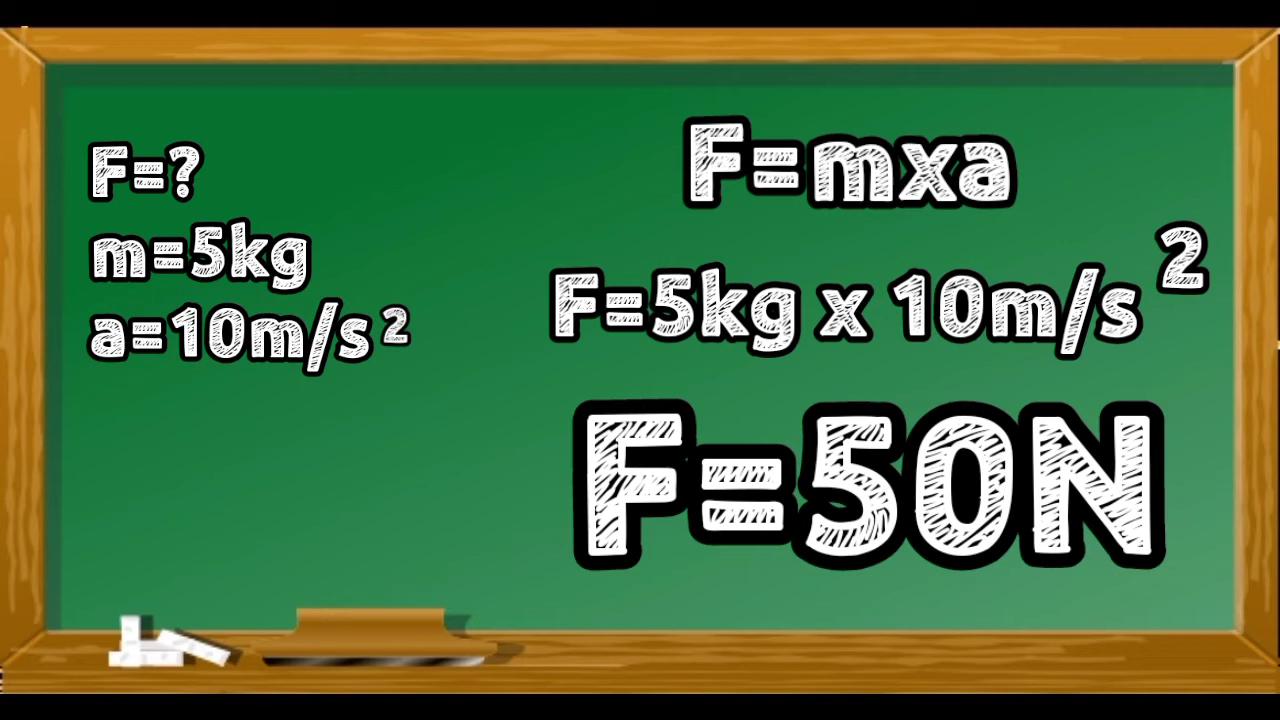 F=?
m=5kg
a=10m/s²
F=mxa
F=5kg x 10m/s²
F=50N